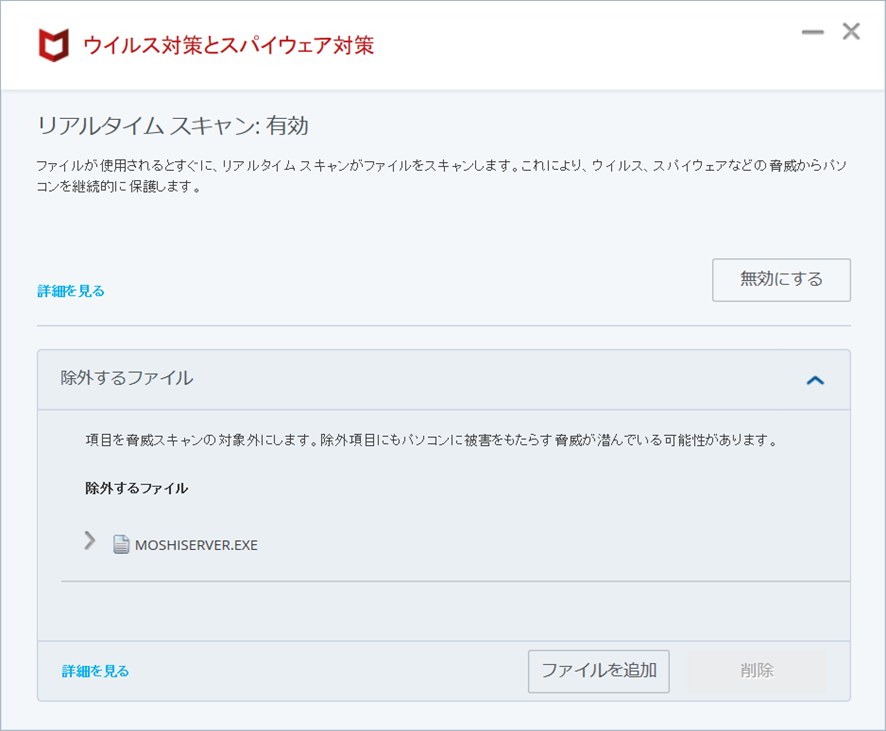 ウイルス対策とスパイウェア対策
リアルタイム スキャン: 有効
ファイルが使用されるとすぐに、リアルタイム スキャンがファイルをスキャンします。これにより、ウイルス、スパイウェアなどの脅威からパソ
コンを継続的に保護します。
無効にする
詳細を見る
除外するファイル
項目を脅威スキャンの対象外にします。除外項目にもパソコンに被害をもたらす脅威が潜んでいる可能性があります。
除外するファイル
MOSHISERVER.EXE
詳細を見る
ファイルを追加
削除